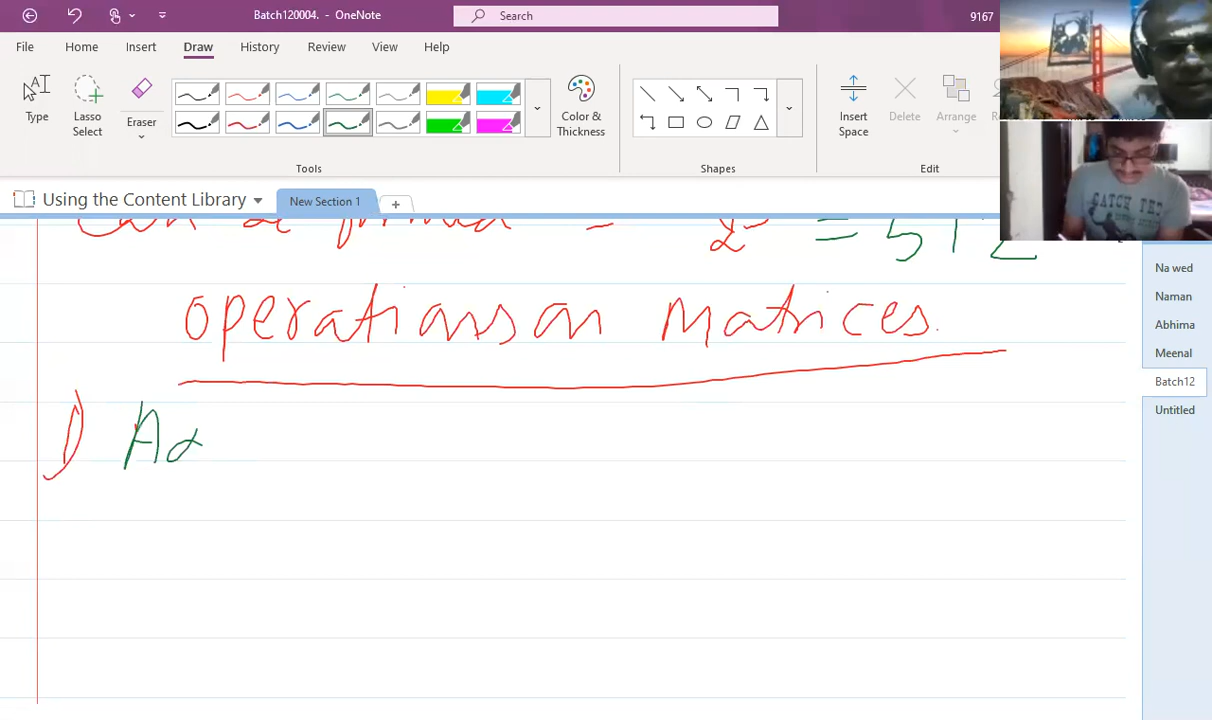 Batch120004. - OneNote
Search
9167
File Home Insert Draw History Review View Help
Type
Lasso Select
Eraser
Color & Thickness
Insert Space
Delete
Arrange
Tools
Shapes
Edit
Using the Content Library
New Section 1
CATCH
Na wed
Naman
Abhima
Meenal
Batch12
Untitled
= 512
operations on Matrices.
1) Ad